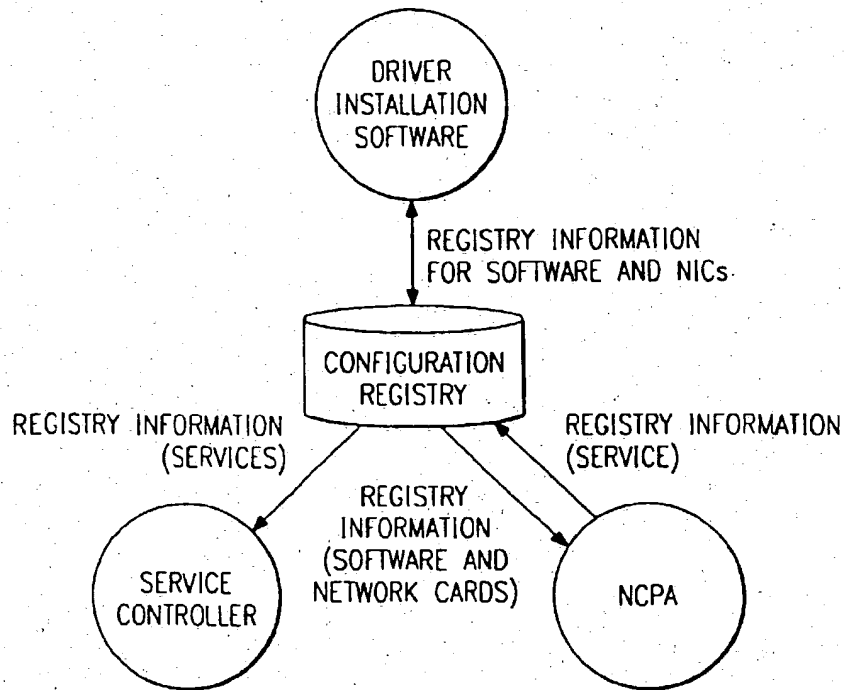 DRIVER
INSTALLATION
SOFTWARE
REGISTRY INFORMATION
FOR SOFTWARE AND NICs
CONFIGURATION
REGISTRY
REGISTRY INFORMATION
(SERVICES)
REGISTRY INFORMATION
(SERVICE)
REGISTRY
INFORMATION
(SOFTWARE AND
NETWORK CARDS)
SERVICE
CONTROLLER
NCPA